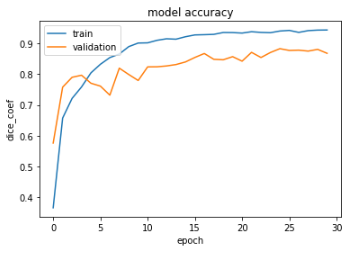 model accuracy
train
validation
dice_coef
0.9
0.8
0.7
0.6
0.5
0.4
0 5 10 15 20 25 30
epoch